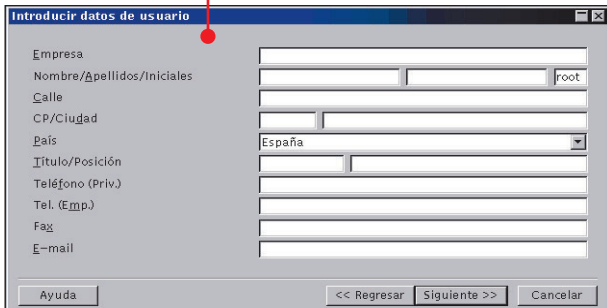 Introducir datos de usuario
Empresa
Nombre/Apellidos/Iniciales root
Calle
CP/Ciudad
País España
Título/Posición
Teléfono (Priv.)
Tel. (Emp.)
Fax
E-mail
Ayuda << Regresar Siguiente >> Cancelar